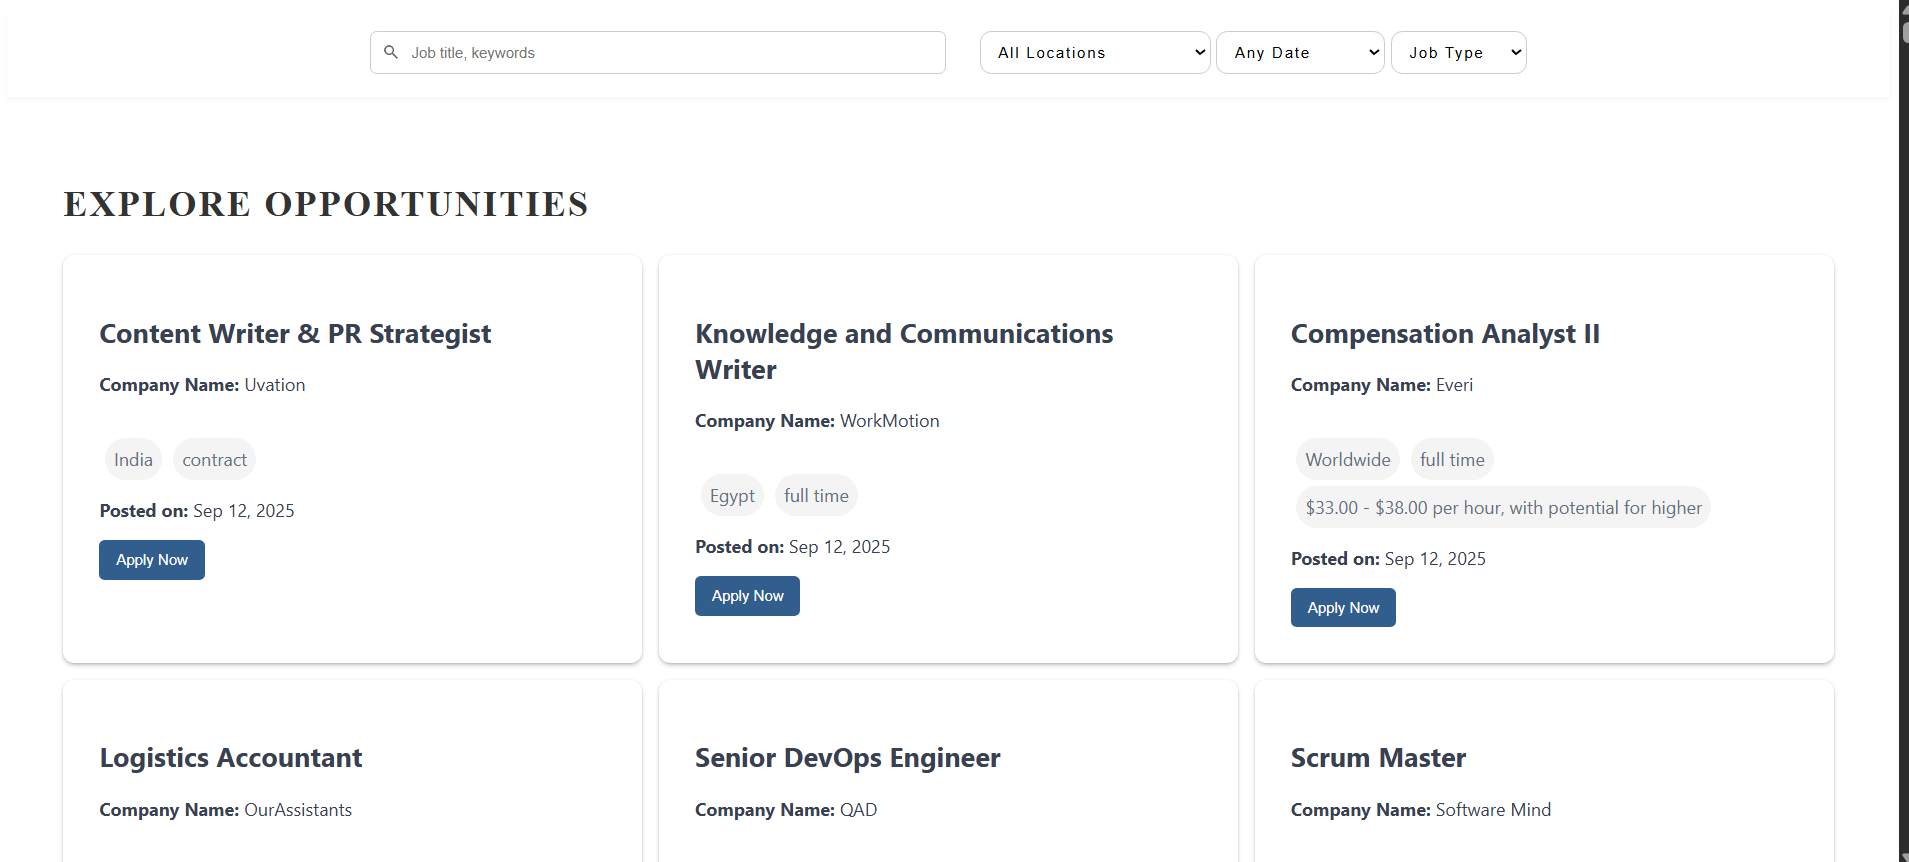 Job title, keywords
All Locations
Any Date
Job Type
EXPLORE OPPORTUNITIES
Content Writer & PR Strategist
Company Name: Uvation
India
contract
Posted on: Sep 12, 2025
Apply Now
Knowledge and Communications
Writer
Company Name: WorkMotion
Egypt
full time
Posted on: Sep 12, 2025
Apply Now
Compensation Analyst II
Company Name: Everi
Worldwide
full time
$33.00 - $38.00 per hour, with potential for higher
Posted on: Sep 12, 2025
Apply Now
Logistics Accountant
Company Name: OurAssistants
Senior DevOps Engineer
Company Name: QAD
Scrum Master
Company Name: Software Mind